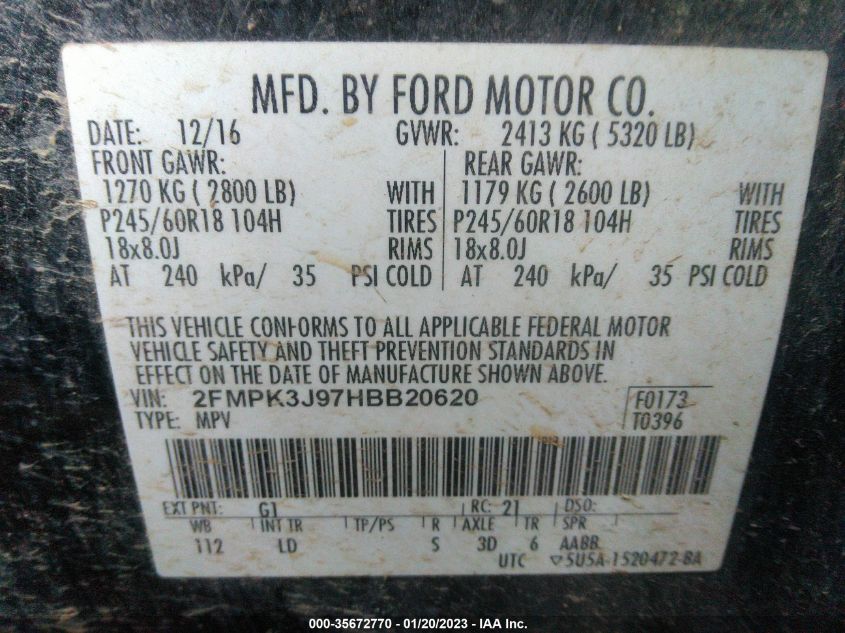 MFD. BY FORD MOTOR CO.
DATE: 12/16 GVWR: 2413 KG ( 5320 LB)
FRONT GAWR: REAR GAWR:
1270 KG ( 2800 LB) WITH 1179 KG ( 2600 LB) WITH
P245/60R18 104H TIRES P245/60R18 104H TIRES
18x8.0J RIMS 18x8.0J RIMS
AT 240 kPa/ 35 PSI COLD AT 240 kPa/ 35 PSI COLD
THIS VEHICLE CONFORMS TO ALL APPLICABLE FEDERAL MOTOR
VEHICLE SAFETY AND THEFT PREVENTION STANDARDS IN
EFFECT ON THE DATE OF MANUFACTURE SHOWN ABOVE.
VIN: 2FMPK3J97HBB20620 F0173
TYPE: MPV T0396
EXT PNT: G1 RC: 21 DSO:
WB INT TR TP/PS R AXLE TR SPR
112 LD S 3D 6 AABB
UTC ▽5U5A-1520472-BA
000-35672770 - 01/20/2023 - IAA Inc.